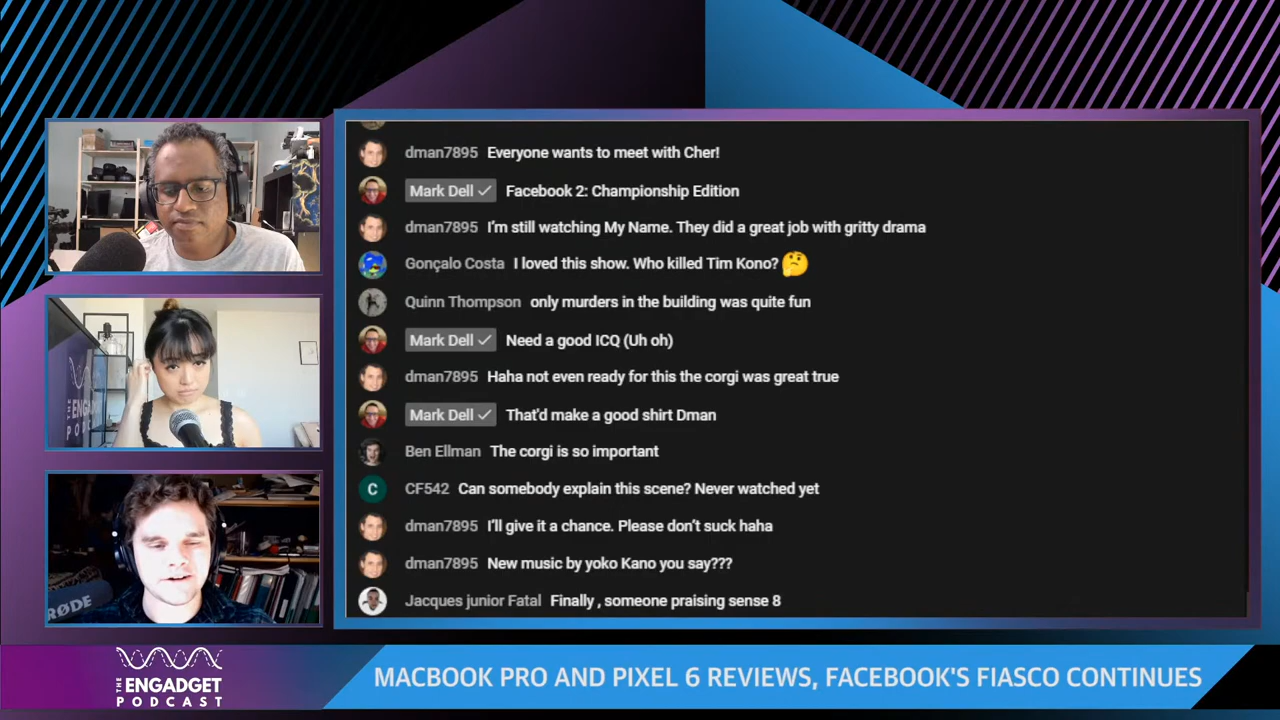 dman7895 Everyone wants to meet with Cher!
Mark Dell ✓ Facebook 2: Championship Edition
dman7895 I'm still watching My Name. They did a great job with gritty drama
Gonçalo Costa I loved this show. Who killed Tim Kono? 🤔
Quinn Thompson only murders in the building was quite fun
Mark Dell ✓ Need a good ICQ (Uh oh)
dman7895 Haha not even ready for this the corgi was great true
Mark Dell ✓ That'd make a good shirt Dman
Ben Ellman The corgi is so important
C CF542 Can somebody explain this scene? Never watched yet
dman7895 I'll give it a chance. Please don't suck haha
dman7895 New music by yoko Kano you say???
Jacques junior Fatal Finally , someone praising sense 8
THE ENGA
PODC
RØDE
THE ENGADGET
PODCAST
MACBOOK PRO AND PIXEL 6 REVIEWS, FACEBOOK'S FIASCO CONTINUES